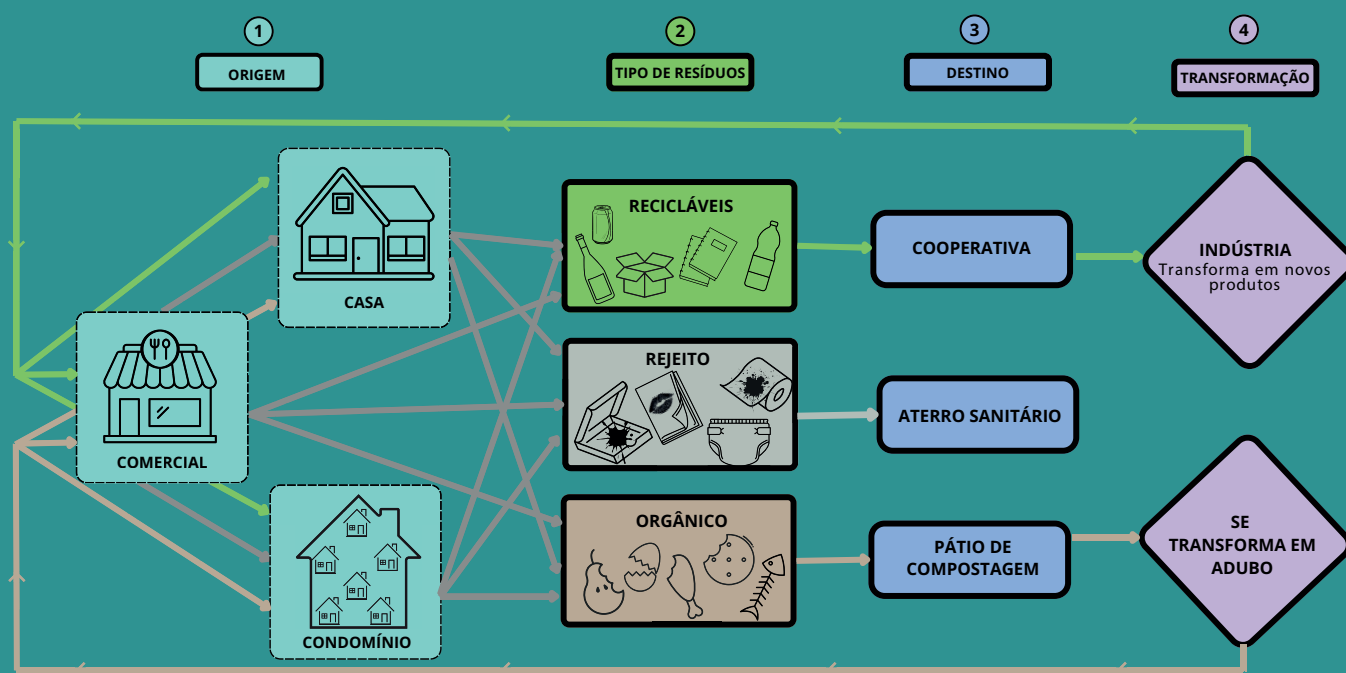 1
2
3
4
ORIGEM
TIPO DE RESÍDUOS
DESTINO
TRANSFORMAÇÃO
CASA
COMERCIAL
CONDOMÍNIO
RECICLÁVEIS
REJEITO
ORGÂNICO
COOPERATIVA
ATERRO SANITÁRIO
PÁTIO DE
COMPOSTAGEM
INDÚSTRIA
Transforma em novos
produtos
SE
TRANSFORMA EM
ADUBO